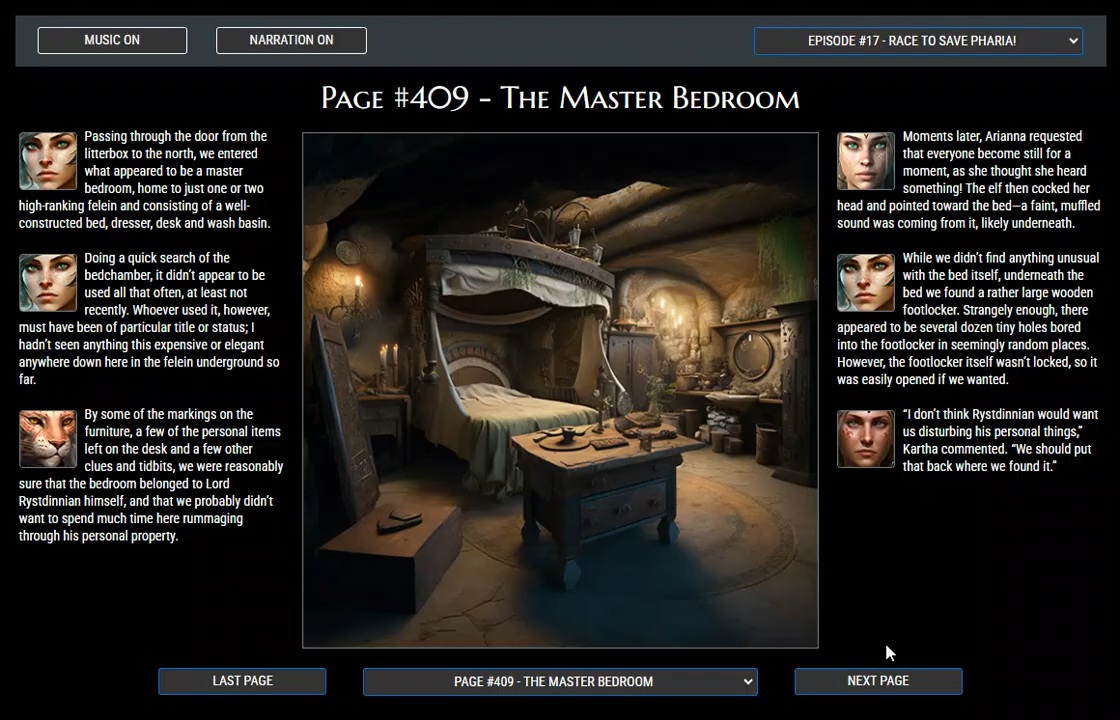 MUSIC ON
NARRATION ON
EPISODE #17 - RACE TO SAVE PHARIA!
Page #409 - The Master Bedroom
Passing through the door from the
litterbox to the north, we entered
what appeared to be a master
bedroom, home to just one or two
high-ranking felein and consisting of a well-
constructed bed, dresser, desk and wash basin.
Doing a quick search of the
bedchamber, it didn't appear to be
used all that often, at least not
recently. Whoever used it, however,
must have been of particular title or status; I
hadn't seen anything this expensive or elegant
anywhere down here in the felein underground so
far.
By some of the markings on the
furniture, a few of the personal items
left on the desk and a few other
clues and tidbits, we were reasonably
sure that the bedroom belonged to Lord
Rystdinnian himself, and that we probably didn't
want to spend much time here rummaging
through his personal property.
Moments later, Arianna requested
that everyone become still for a
moment, as she thought she heard
something! The elf then cocked her
head and pointed toward the bed—a faint, muffled
sound was coming from it, likely underneath.
While we didn't find anything unusual
with the bed itself, underneath the
bed we found a rather large wooden
footlocker. Strangely enough, there
appeared to be several dozen tiny holes bored
into the footlocker in seemingly random places.
However, the footlocker itself wasn't locked, so it
was easily opened if we wanted.
“I don't think Rystdinnian would want
us disturbing his personal things,”
Kartha commented. “We should put
that back where we found it.”
LAST PAGE
PAGE #409 - THE MASTER BEDROOM
NEXT PAGE